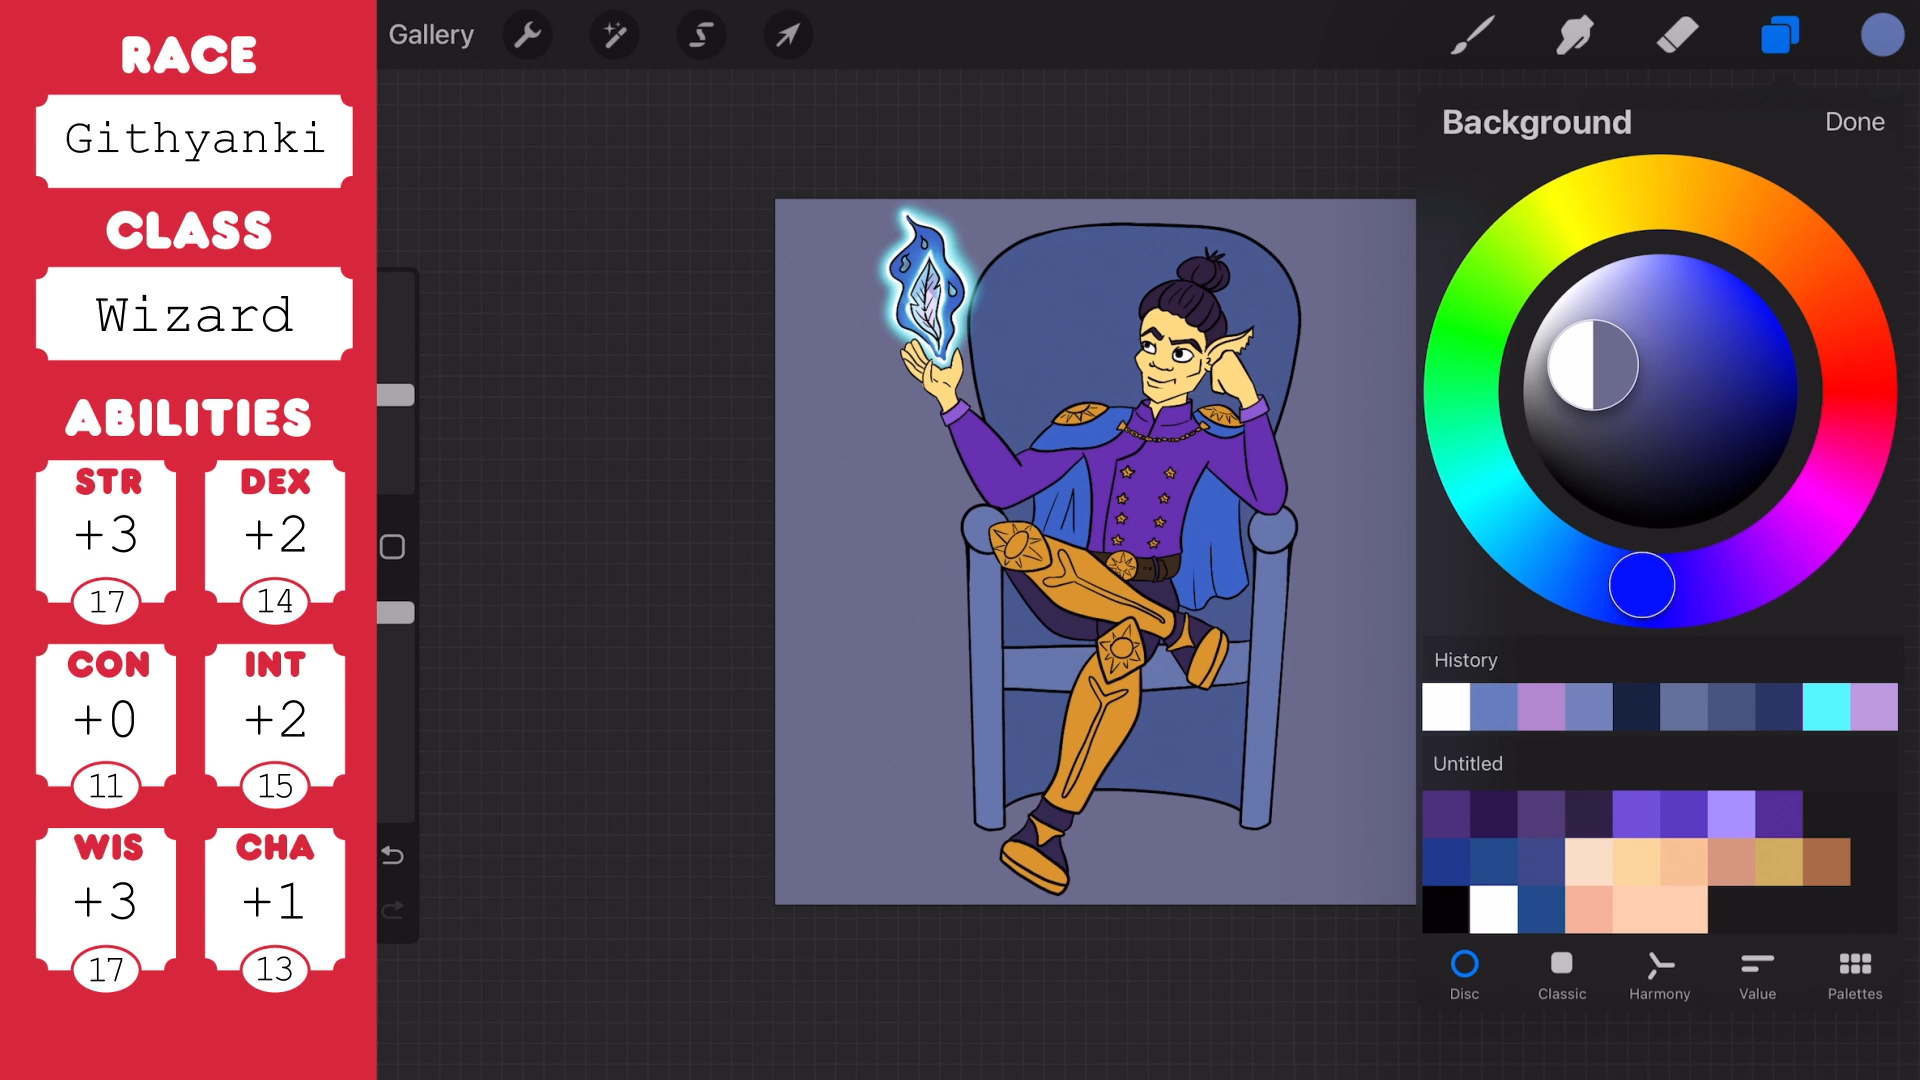 RACE
Githyanki
CLASS
Wizard
ABILITIES
STR
+3
17
DEX
+2
14
CON
+0
11
INT
+2
15
WIS
+3
17
CHA
+1
13
Gallery
Background
Done
History
Untitled
Disc
Classic
Harmony
Value
Palettes